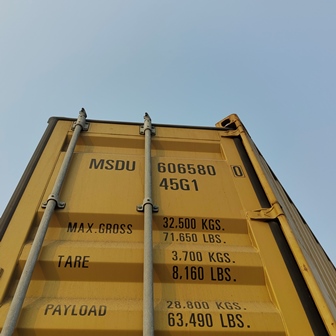 MSDU 606580 0
45G1
MAX.GROSS 32.500 KGS.
71.650 LBS.
TARE 3.700 KGS.
8,160 LBS.
PAYLOAD 28.800 KGS.
63,490 LBS.